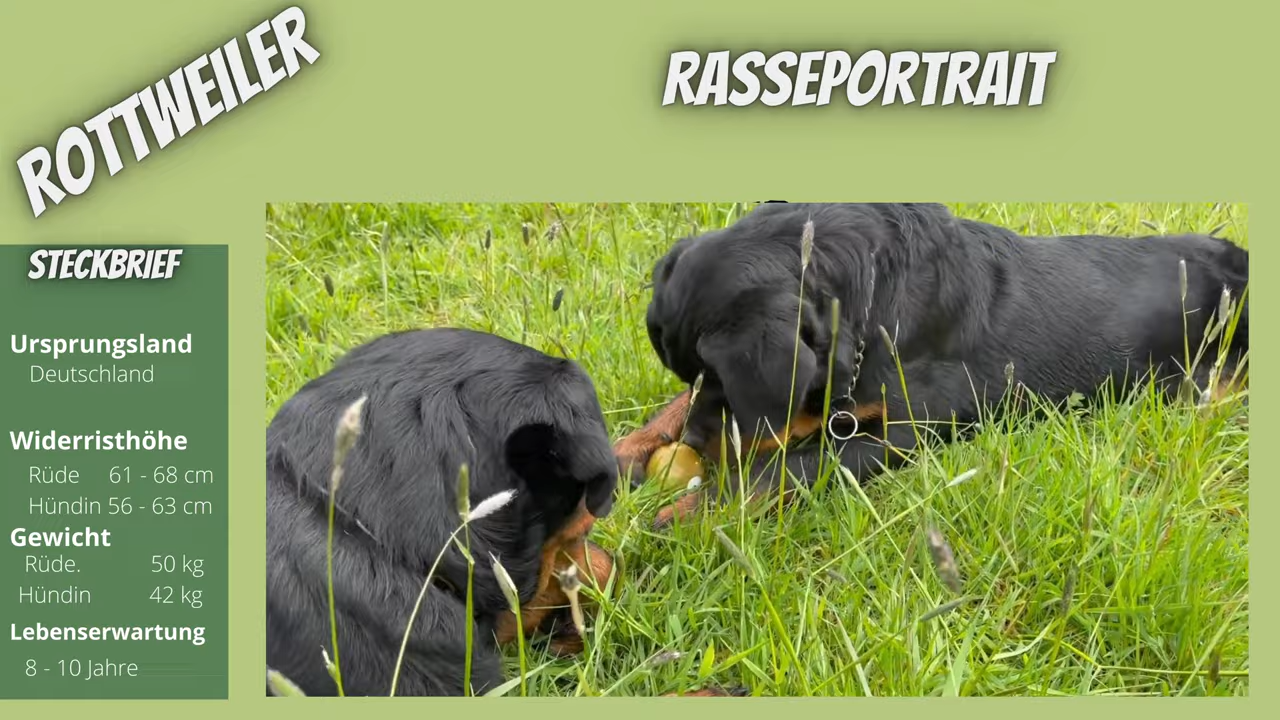 ROTTWEILER
RASSEPORTRAIT
STECKBRIEF
Ursprungsland
Deutschland
Widerristhöhe
Rüde 61 - 68 cm
Hündin 56 - 63 cm
Gewicht
Rüde. 50 kg
Hündin 42 kg
Lebenserwartung
8 - 10 Jahre